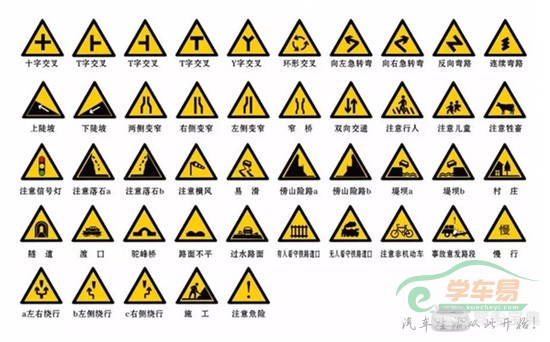 十字交叉 T字交叉 T字交叉 T字交叉 Y字交叉 环形交叉 向左急转弯 向右急转弯 反向弯路 连续弯路
上陡坡 下陡坡 两侧变窄 右侧变窄 左侧变窄 窄桥 双向交通 注意行人 注意儿童 注意牲畜
注意信号灯 注意落石a 注意落石b 注意横风 易滑 傍山险路a 傍山险路b 堤坝a 堤坝b 村庄
慢
隧道 渡口 驼峰桥 路面不平 过水路面 有人看守铁路道口 无人看守铁路道口 注意非机动车 事故易发路段 慢行
a左右绕行 b左侧绕行 c右侧绕行 施工 注意危险
学车易
www.xuecheyi.com
汽车生活从此开始!